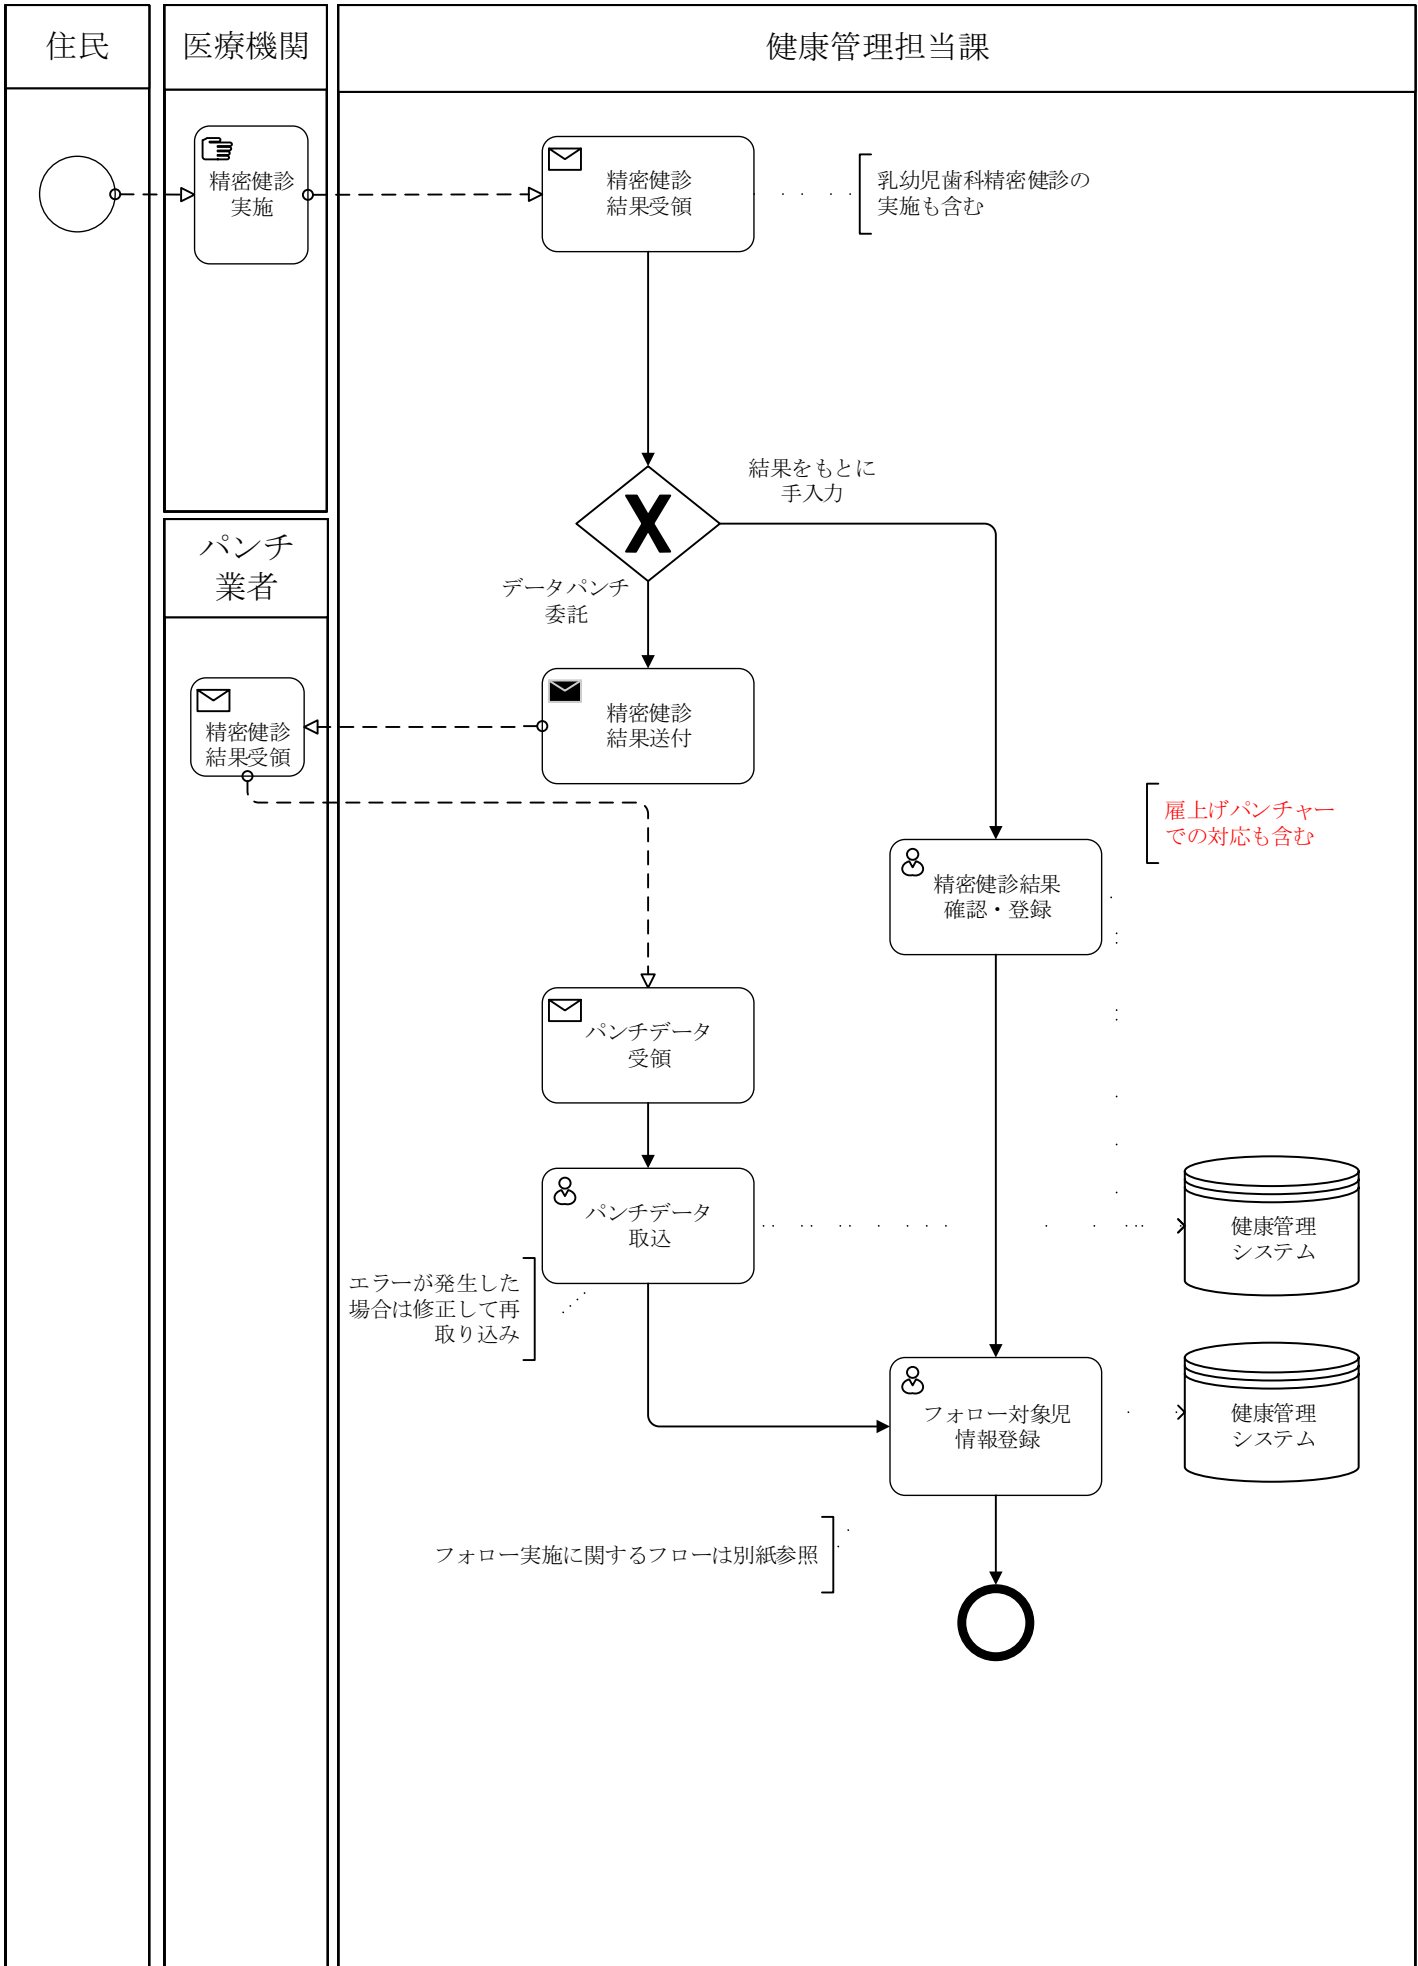 住民
医療機関
健康管理担当課
精密健診
実施
精密健診
結果受領
乳幼児歯科精密健診の
実施も含む
結果をもとに
手入力
パンチ
業者
データパンチ
委託
精密健診
結果受領
精密健診
結果送付
雇上げパンチャー
での対応も含む
精密健診結果
確認・登録
パンチデータ
受領
パンチデータ
取込
健康管理
システム
エラーが発生した
場合は修正して再
取り込み
フォロー対象児
情報登録
健康管理
システム
フォロー実施に関するフローは別紙参照